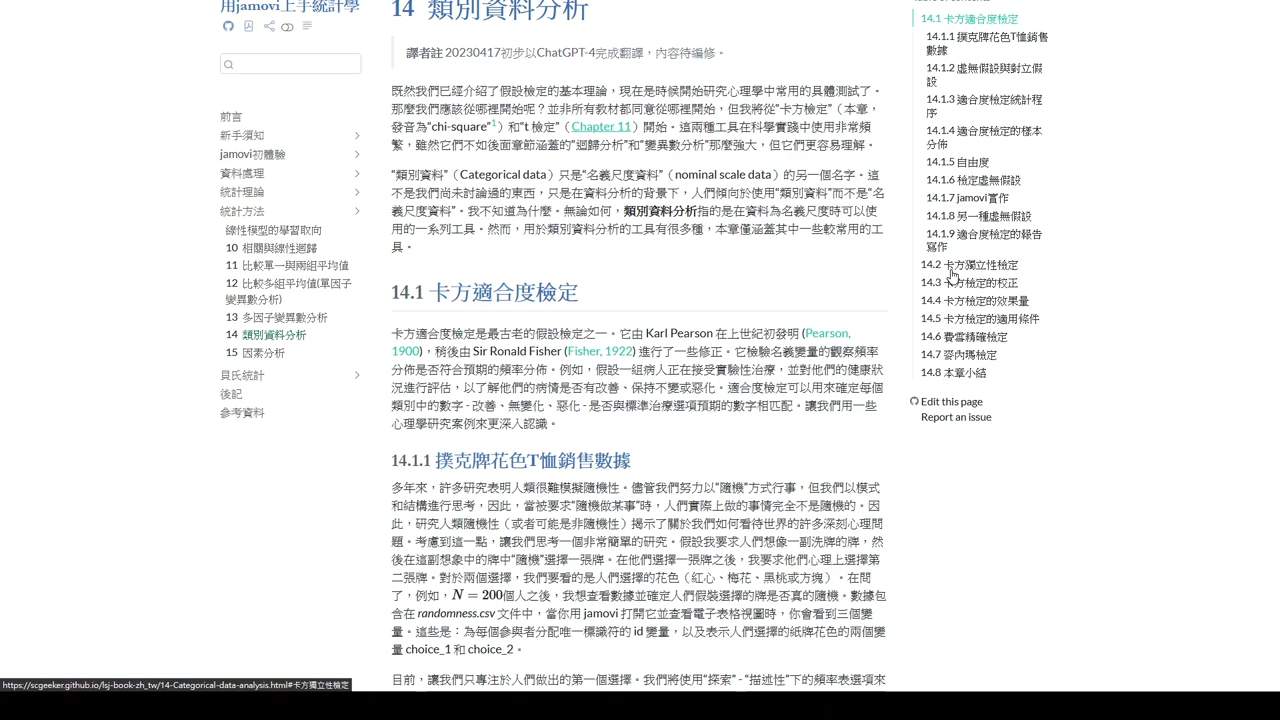 用jamovi上手統計學
前言
新手須知
jamovi初體驗
資料處理
統計理論
統計方法
線性模型的學習取向
10 相關與線性迴歸
11 比較單一與兩組平均值
12 比較多組平均值(單因子
變異數分析)
13 多因子變異數分析
14 類別資料分析
15 因素分析
貝氏統計
後記
參考資料
14 類別資料分析
譯者註 20230417初步以ChatGPT-4完成翻譯，內容待編修。
既然我們已經介紹了假設檢定的基本理論，現在是時候開始研究心理學中常用的具體測試了。
那麼我們應該從哪裡開始呢？並非所有教材都同意從哪裡開始，但我將從“卡方檢定”（本章，
發音為“chi-square”1）和“t 檢定”（Chapter 11）開始。這兩種工具在科學實踐中使用非常頻
繁，雖然它們不如後面章節涵蓋的“迴歸分析”和“變異數分析”那麼強大，但它們更容易理解。
“類別資料”（Categorical data）只是“名義尺度資料”（nominal scale data）的另一個名字。這
不是我們尚未討論過的東西，只是在資料分析的背景下，人們傾向於使用“類別資料”而不是“名
義尺度資料”。我不知道為什麼。無論如何，類別資料分析指的是在資料為名義尺度時可以使
用的一系列工具。然而，用於類別資料分析的工具有很多種，本章僅涵蓋其中一些較常用的工
具。
14.1 卡方適合度檢定
卡方適合度檢定是最古老的假設檢定之一。它由 Karl Pearson 在上世紀初發明 (Pearson,
1900)，稍後由 Sir Ronald Fisher (Fisher, 1922) 進行了一些修正。它檢驗名義變量的觀察頻率
分佈是否符合預期的頻率分佈。例如，假設一組病人正在接受實驗性治療，並對他們的健康狀
況進行評估，以了解他們的病情是否有改善、保持不變或惡化。適合度檢定可以用來確定每個
類別中的數字 - 改善、無變化、惡化 - 是否與標準治療選項預期的數字相匹配。讓我們用一些
心理學研究案例來更深入認識。
14.1.1 撲克牌花色T恤銷售數據
多年來，許多研究表明人類很難模擬隨機性。儘管我們努力以“隨機”方式行事，但我們以模式
和結構進行思考，因此，當被要求“隨機做某事”時，人們實際上做的事情完全不是隨機的。因
此，研究人類隨機性（或者可能是非隨機性）揭示了關於我們如何看待世界的許多深刻心理問
題。考慮到這一點，讓我們思考一個非常簡單的研究。假設我要求人們想像一副洗牌的牌，然
後在這副想象中的牌中“隨機”選擇一張牌。在他們選擇一張牌之後，我要求他們心理上選擇第
二張牌。對於兩個選擇，我們要看的是人們選擇的花色（紅心、梅花、黑桃或方塊）。在問
了，例如，N = 200個人之後，我想查看數據並確定人們假裝選擇的牌是否真的隨機。數據包
含在 randomness.csv 文件中，當你用 jamovi 打開它並查看電子表格視圖時，你會看到三個變
量。這些是：為每個參與者分配唯一標識符的 id 變量，以及表示人們選擇的紙牌花色的兩個變
量 choice_1 和 choice_2。
目前，讓我們只專注於人們做出的第一個選擇。我們將使用“探索” - “描述性”下的頻率表選項來
14.1 卡方適合度檢定
14.1.1 撲克牌花色T恤銷售
數據
14.1.2 虛無假設與對立假
設
14.1.3 適合度檢定統計程
序
14.1.4 適合度檢定的樣本
分佈
14.1.5 自由度
14.1.6 檢定虛無假設
14.1.7 jamovi實作
14.1.8 另一種虛無假設
14.1.9 適合度檢定的報告
寫作
14.2 卡方獨立性檢定
14.3 卡方檢定的校正
14.4 卡方檢定的效果量
14.5 卡方檢定的適用條件
14.6 費雪精確檢定
14.7 麥內瑪檢定
14.8 本章小結
Edit this page
Report an issue
https://scgeeker.github.io/lsj-book-zh_tw/14-Categorical-data-analysis.html#卡方獨立性檢定